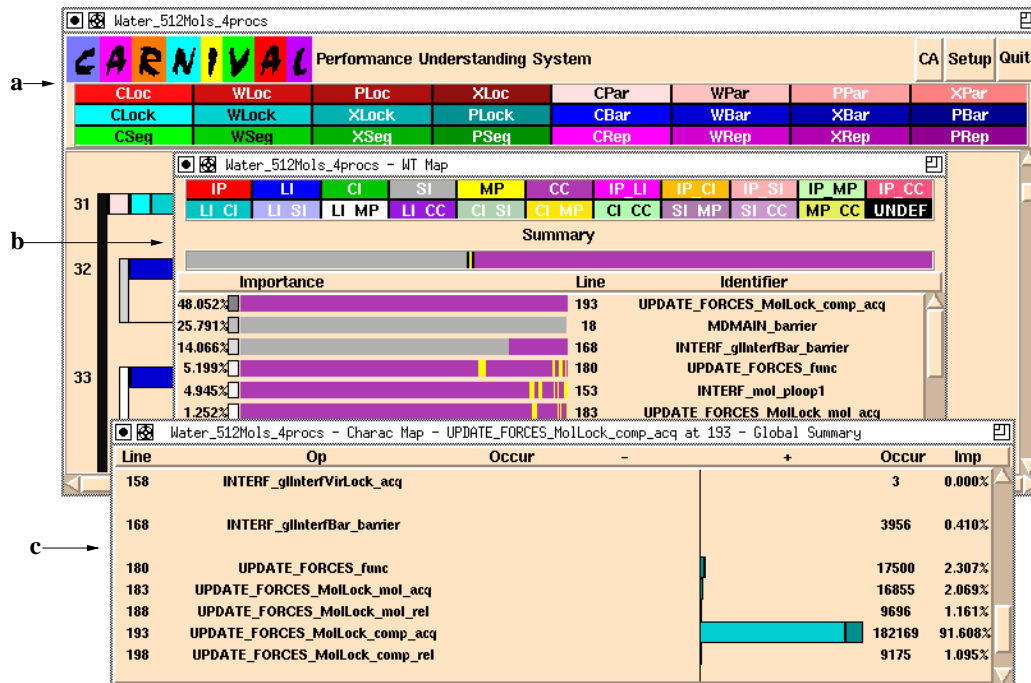 Water_512Mols_4procs
CARNIVAL Performance Understanding System CA Setup Quit
a
CLoc WLoc PLoc XLoc CPar WPar PPar XPar
CLock WLock XLock PLock CBar WBar XBar PBar
CSeq WSeq XSeq PSeq CRep WRep XRep PRep
Water_512Mols_4procs - WT Map
IP LI CI SI MP CC IP_LI IP_CI IP_SI IP_MP IP_CC
LI_CI LI_SI LI_MP LI_CC CI_SI CI_MP CI_CC SI_MP SI_CC MP_CC UNDEF
31
b
Summary
32
Importance Line Identifier
48.052% 193 UPDATE_FORCES_MolLock_comp_acq
25.791% 18 MDMAIN_barrier
14.066% 168 INTERF_gllnterfBar_barrier
33
5.199% 180 UPDATE_FORCES_func
4.945% 153 INTERF_mol_ploop1
1.252% 183 UPDATE_FORCES_MolLock_mol_acq
Water_512Mols_4procs - Charac Map - UPDATE_FORCES_MolLock_comp_acq at 193 - Global Summary
Line Op Occur - + Occur Imp
158 INTERF_gllnterfVirLock_acq 3 0.000%
168 INTERF_gllnterfBar_barrier 3956 0.410%
c
180 UPDATE_FORCES_func 17500 2.307%
183 UPDATE_FORCES_MolLock_mol_acq 16855 2.069%
188 UPDATE_FORCES_MolLock_mol_rel 9696 1.161%
193 UPDATE_FORCES_MolLock_comp_acq 182169 91.608%
198 UPDATE_FORCES_MolLock_comp_rel 9175 1.095%